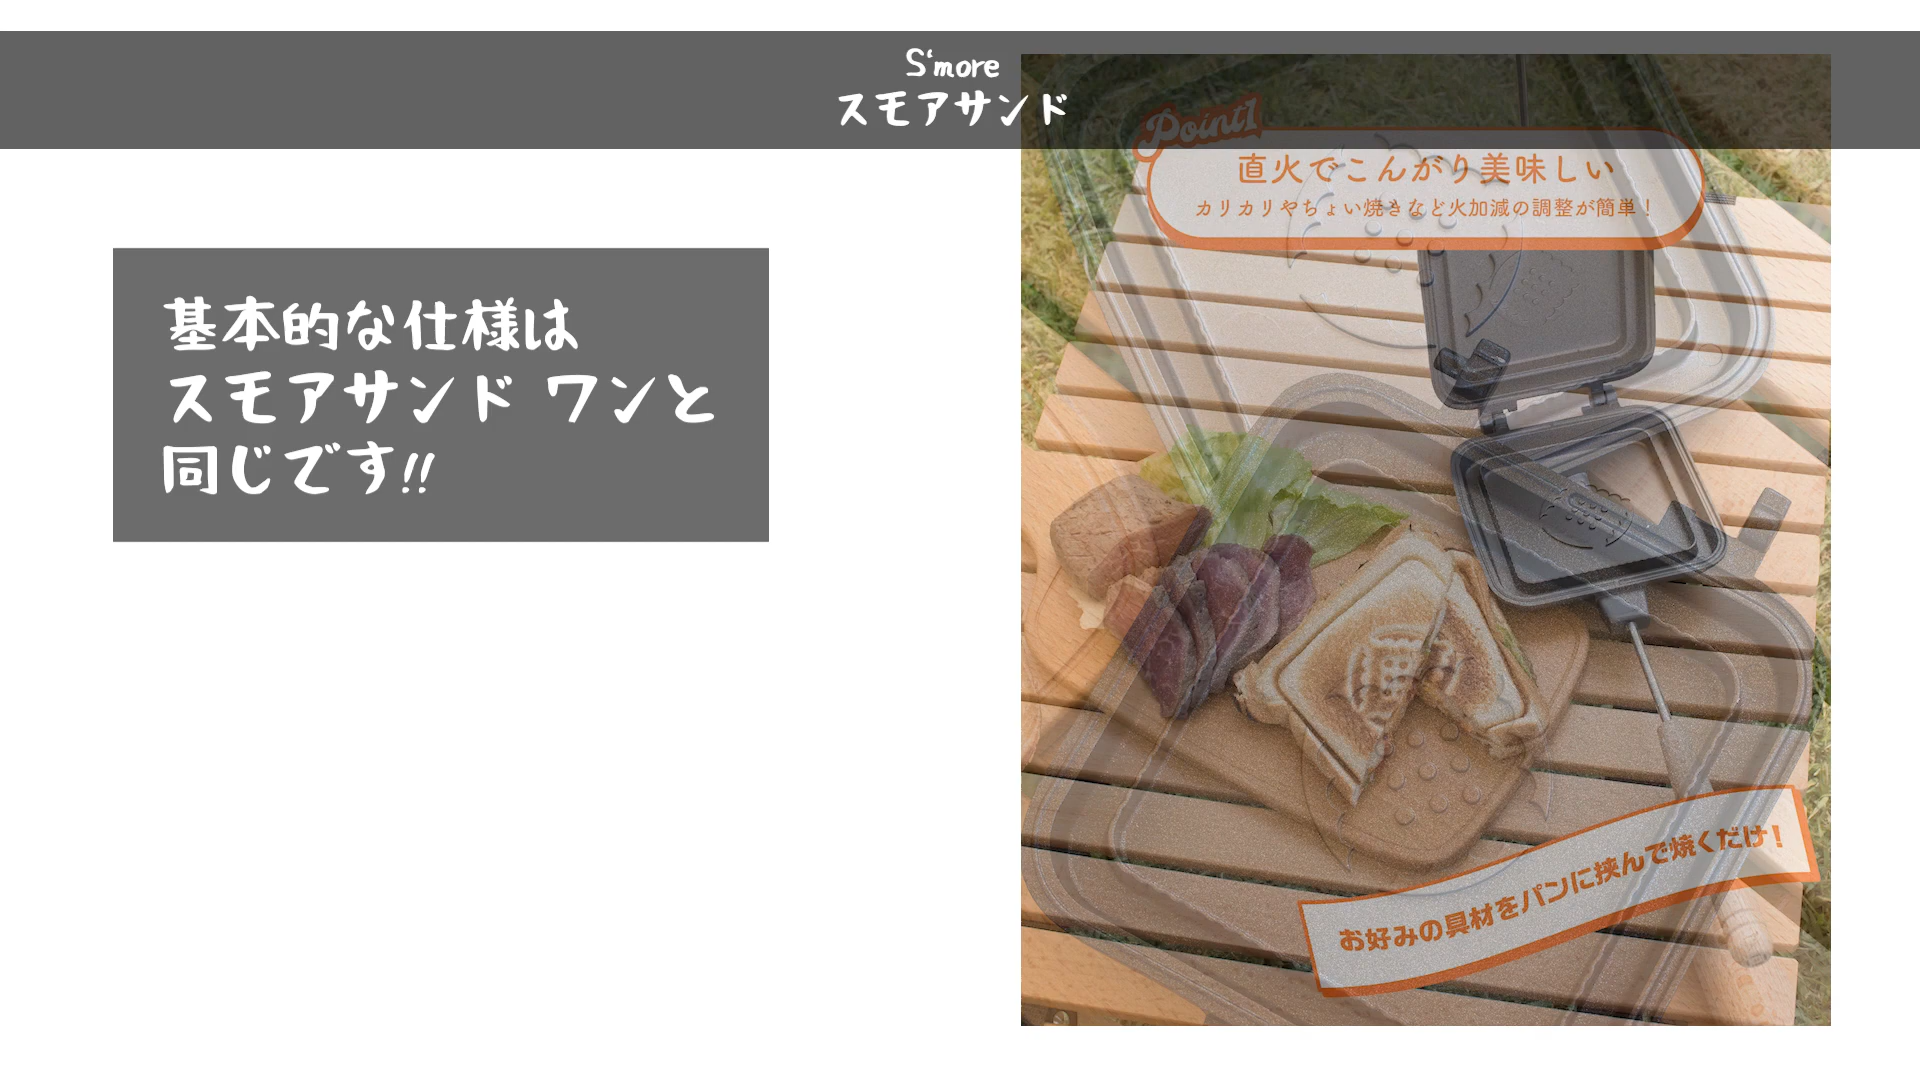 S'more
スモアサンド
基本的な仕様は
スモアサンド ワンと
同じです!!
Point1
直火でこんがり美味しい
カリカリやちょい焼きなど火加減の調整が簡単！
お好みの具材をパンに挟んで焼くだけ！